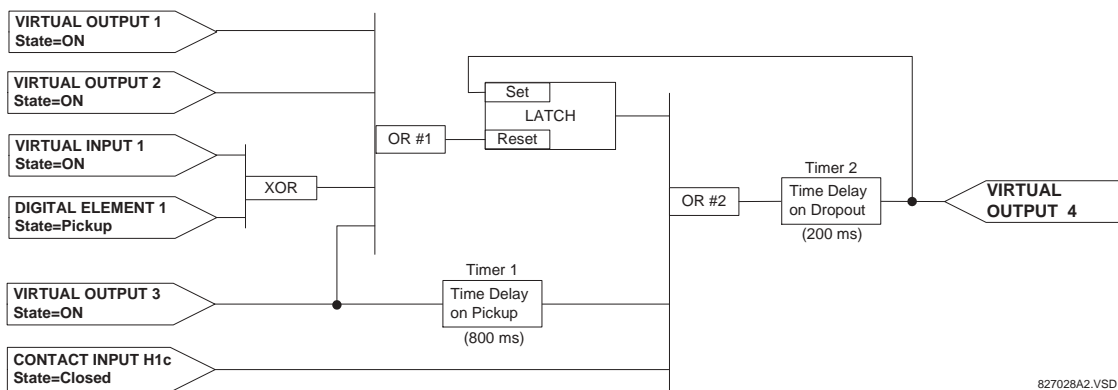 VIRTUAL OUTPUT 1
State=ON
VIRTUAL OUTPUT 2
State=ON
VIRTUAL INPUT 1
State=ON
DIGITAL ELEMENT 1
State=Pickup
XOR
OR #1
Set
LATCH
Reset
VIRTUAL OUTPUT 3
State=ON
Timer 1
Time Delay
on Pickup
(800 ms)
CONTACT INPUT H1c
State=Closed
OR #2
Timer 2
Time Delay
on Dropout
(200 ms)
VIRTUAL
OUTPUT 4
827028A2.VSD